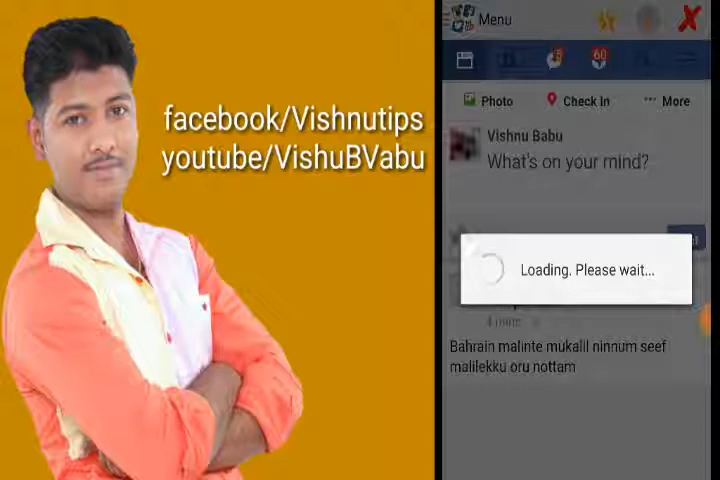 facebook/Vishnutips
youtube/VishuBVabu
Menu
60
Photo
Check In
More
Vishnu Babu
What's on your mind?
Loading. Please wait...
Bahrain malinte mukalil ninnum seef
malilekku oru nottam